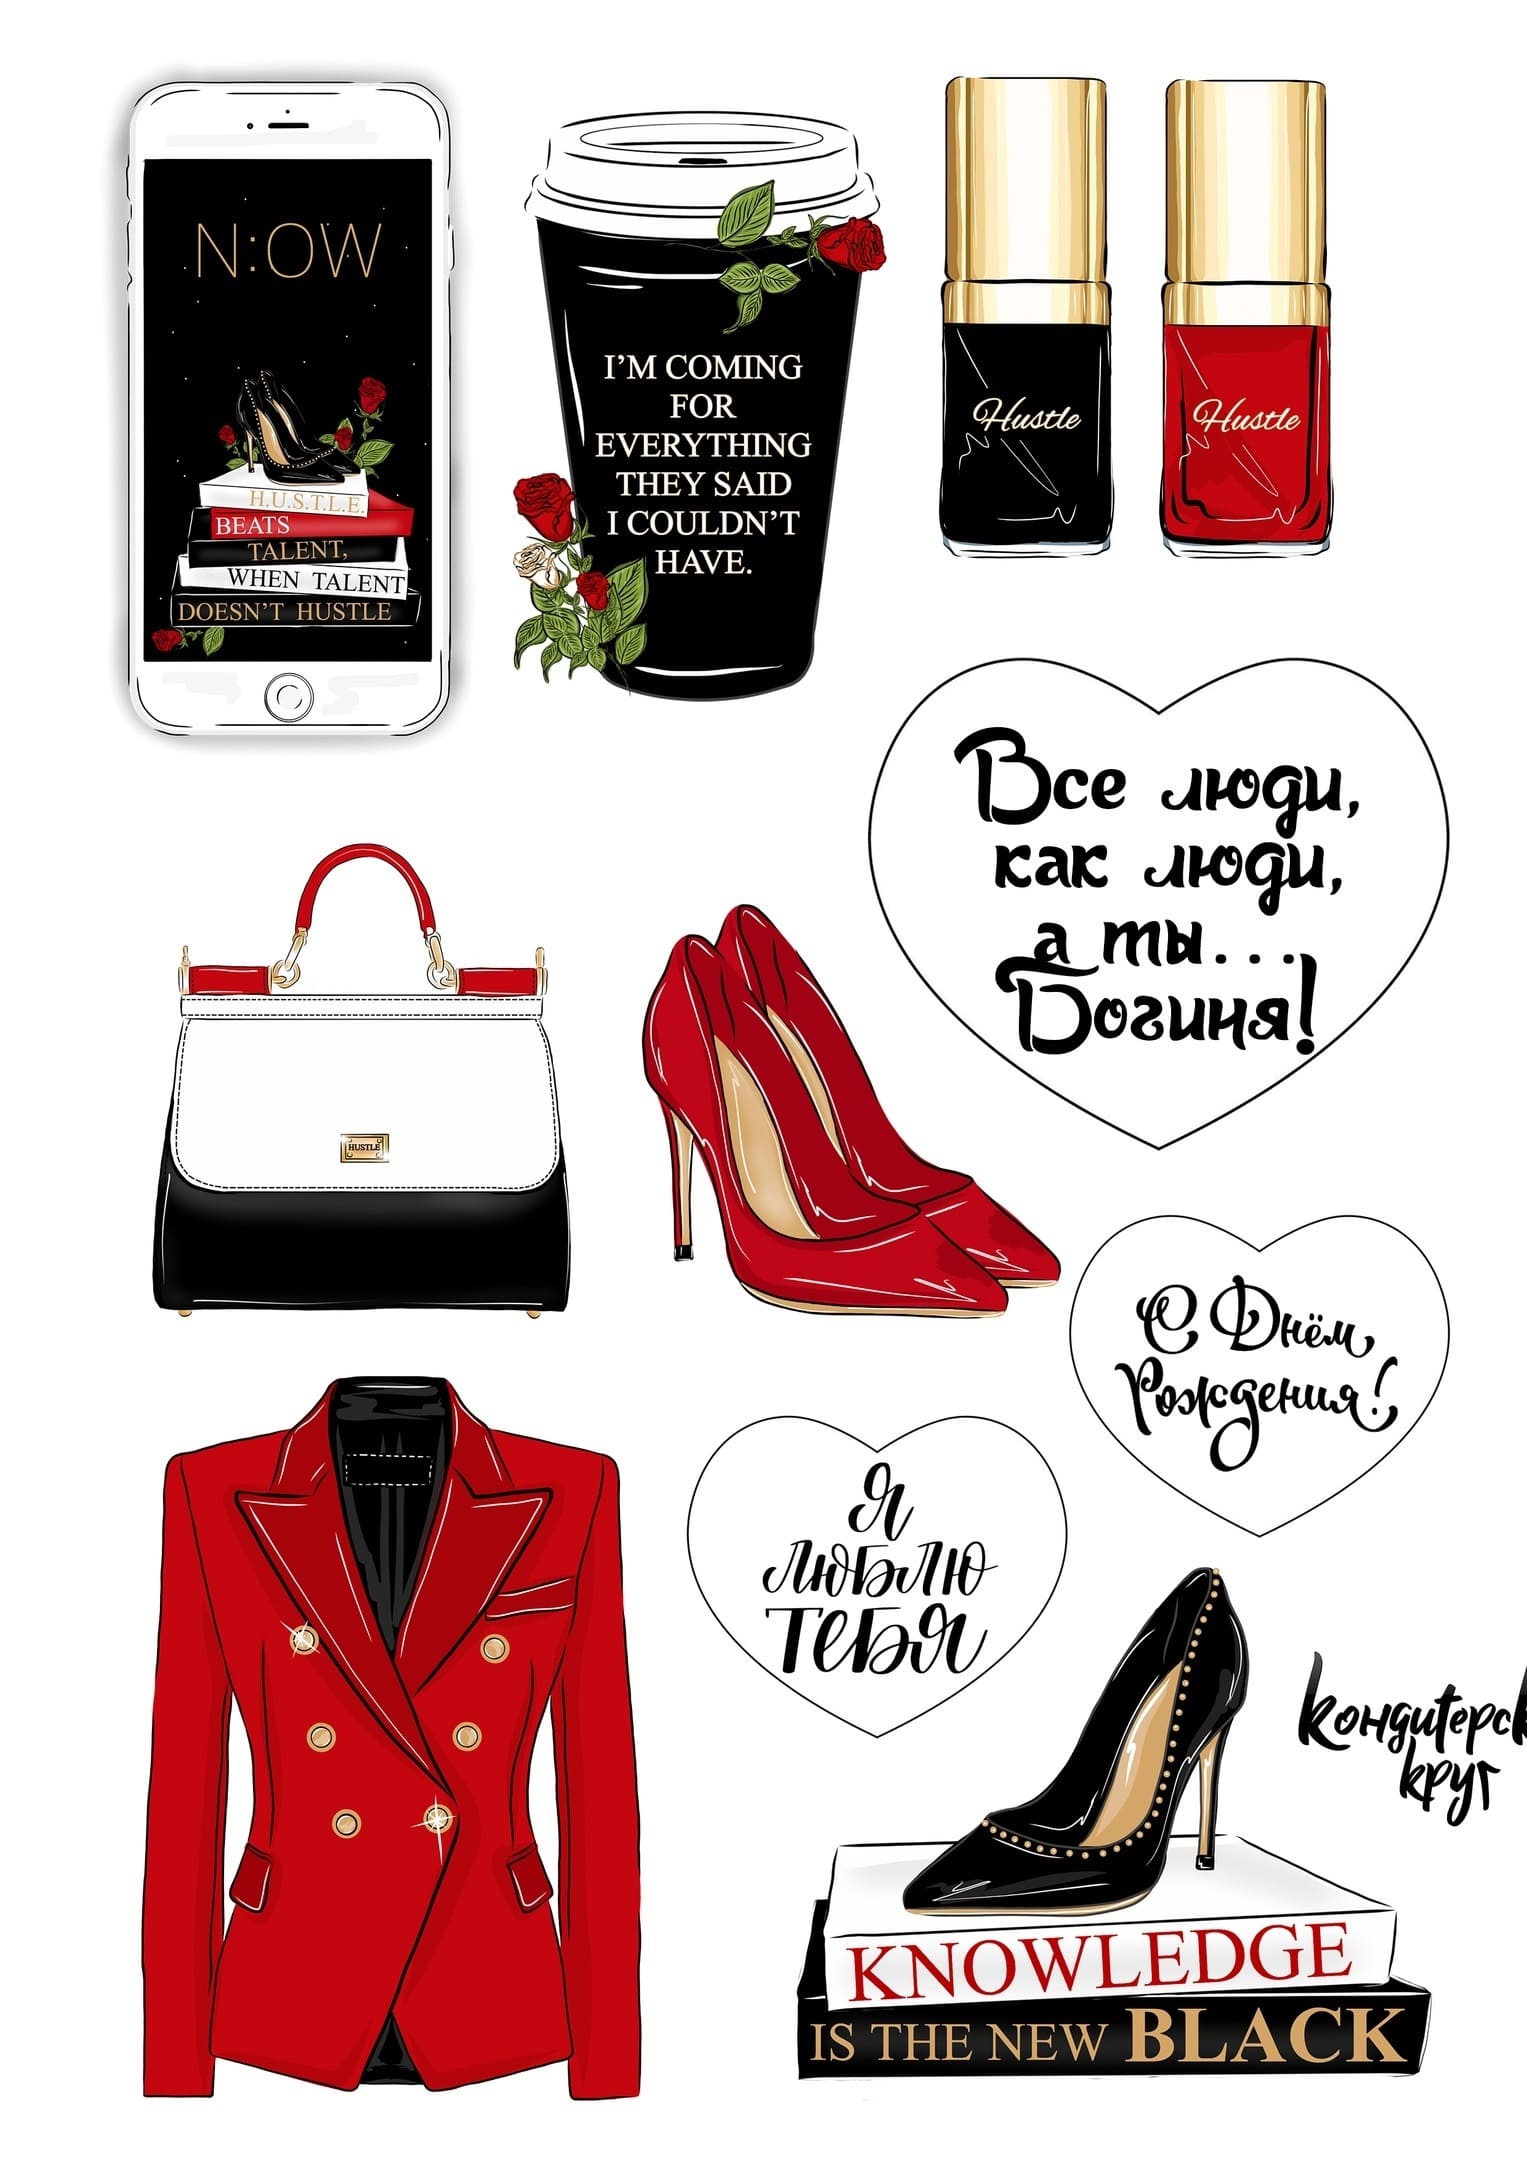 N:OW
H.U.S.T.L.E.
BEATS
TALENT,
WHEN TALENT
DOESN'T HUSTLE
I'M COMING
FOR
EVERYTHING
THEY SAID
I COULDN'T
HAVE.
Hustle
Hustle
Все люди,
как люди,
а ты...
Богиня!
HUSTLE
С Днём
Рождения!
Я
люблю
тебя
круг
KNOWLEDGE
IS THE NEW BLACK